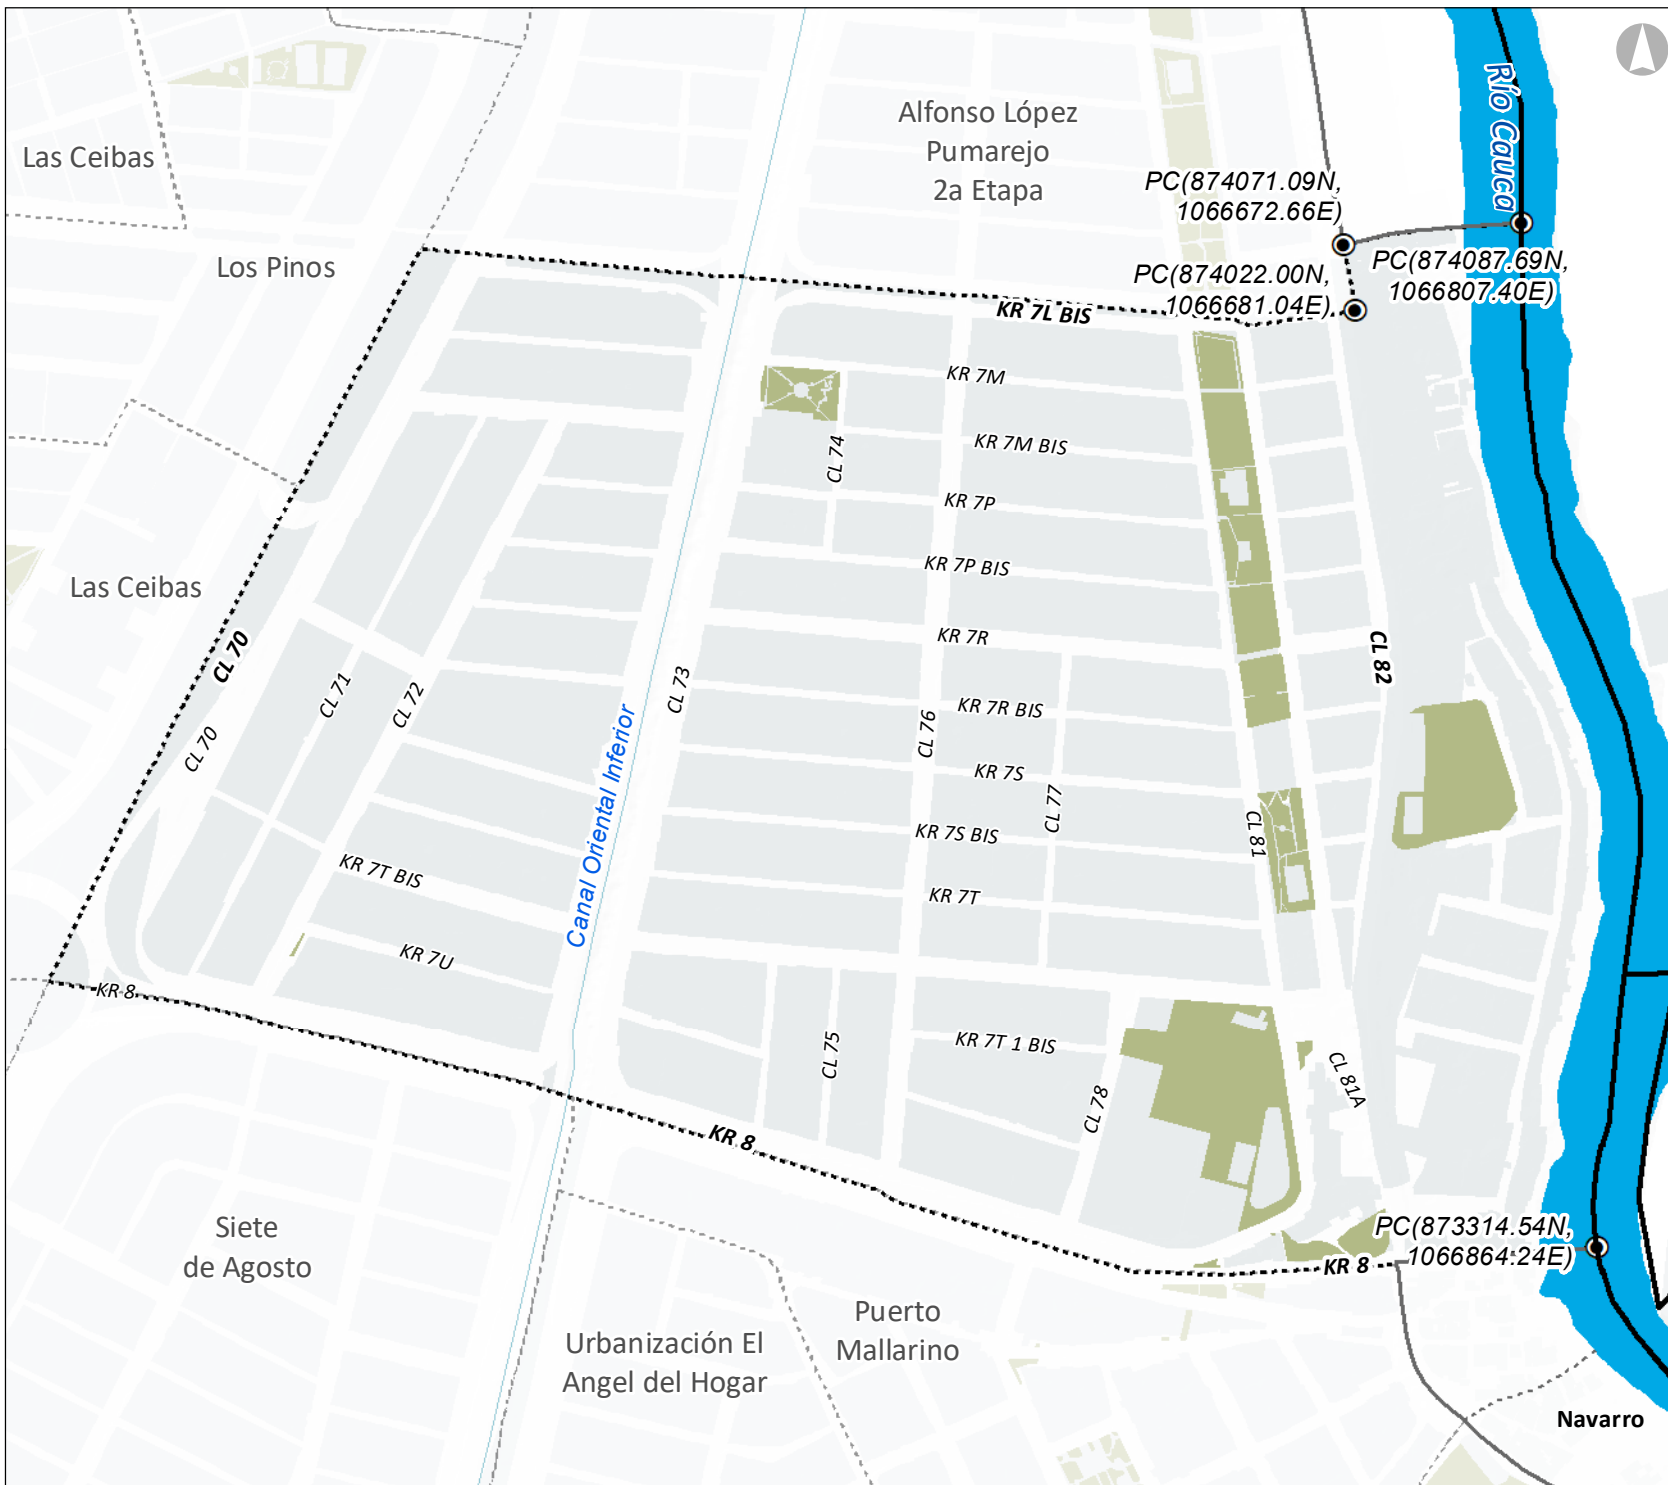 Las Ceibas
Alfonso López
Pumarejo
2a Etapa
Río Cauca
PC(874071.09N,
1066672.66E)
Los Pinos
PC(874022.00N,
1066681.04E)
PC(874087.69N,
1066807.40E)
KR 7L BIS
KR 7M
KR 7M BIS
CL 74
KR 7P
KR 7P BIS
Las Ceibas
CL 70
KR 7R
CL 82
CL 71
CL 72
CL 73
KR 7R BIS
CL 76
CL 70
KR 7S
Canal Oriental Inferior
CL 77
KR 7S BIS
CL 81
KR 7T BIS
KR 7T
KR 7U
KR 8
KR 7T 1 BIS
CL 75
CL 81A
CL 78
KR 8
Siete
de Agosto
PC(873314.54N,
1066864.24E)
KR 8
Puerto
Mallarino
Urbanización El
Angel del Hogar
Navarro